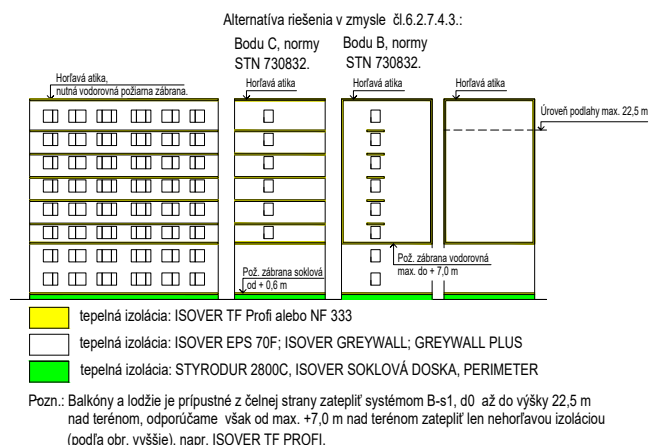 Alternatíva riešenia v zmysle čl.6.2.7.4.3.:
Bodu C, normy
STN 730832.
Bodu B, normy
STN 730832.
Horľavá atika,
nutná vodorovná požiarna zábrana.
Horľavá atika
Horľavá atika
Horľavá atika
Úroveň podlahy max. 22,5 m
Pož. zábrana soklová
od + 0,6 m
Pož. zábrana vodorovná
max. do + 7,0 m
tepelná izolácia: ISOVER TF Profi alebo NF 333
tepelná izolácia: ISOVER EPS 70F; ISOVER GREYWALL; GREYWALL PLUS
tepelná izolácia: STYRODUR 2800C, ISOVER SOKLOVÁ DOSKA, PERIMETER
Pozn.: Balkóny a lodžie je prípustné z čelnej strany zatepliť systémom B-s1, d0 až do výšky 22,5 m
nad terénom, odporúčame však od max. +7,0 m nad terénom zatepliť len nehorľavou izoláciou
(podľa obr. vyššie), napr. ISOVER TF PROFI.